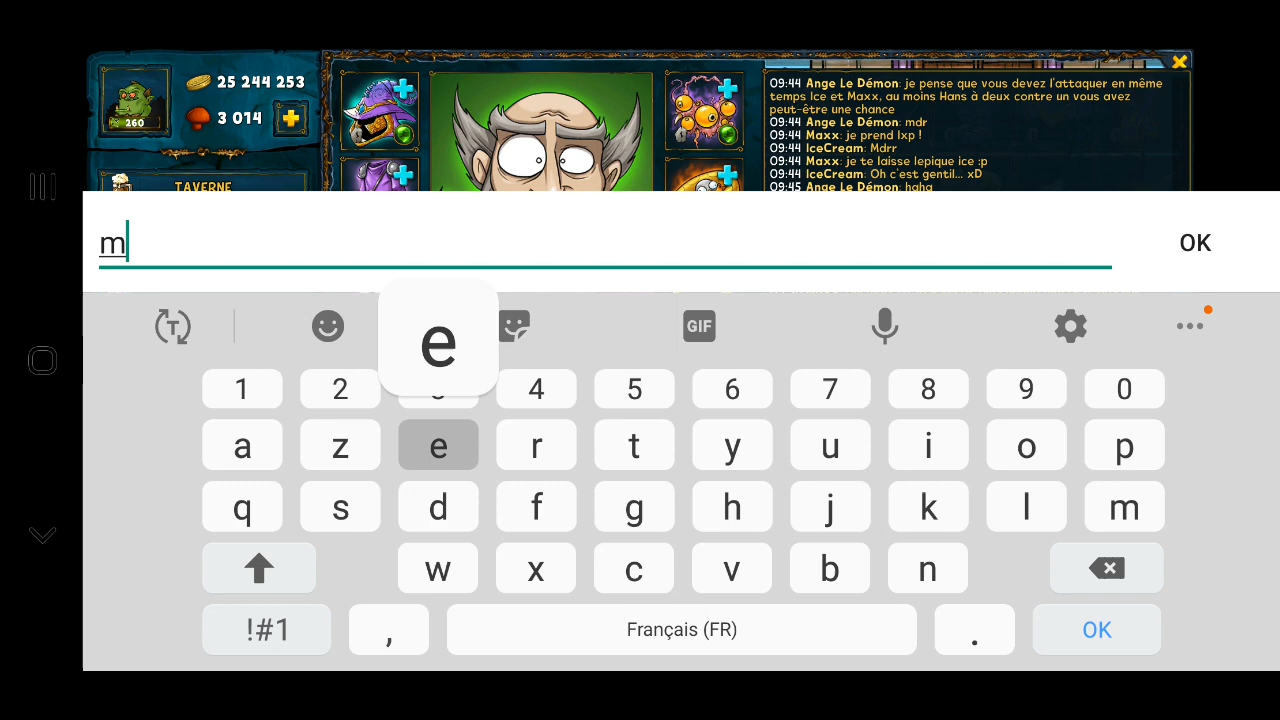 25 244 253
3 014
260
TAVERNE
09:44 Ange Le Démon: je pense que vous devez l'attaquer en même
temps Ice et Maxx, au moins Hans à deux contre un vous avez
peut-être une chance
09:44 Ange Le Démon: mdr
09:44 Maxx: je prend lxp !
09:44 IceCream: Mdrr
09:44 Maxx: je te laisse lepique ice :p
09:44 IceCream: Oh c'est gentil... xD
09:45 Ange Le Démon: haha
m
OK
e
GIF
1 2 3 4 5 6 7 8 9 0
a z e r t y u i o p
q s d f g h j k l m
w x c v b n
!#1 , Français (FR) . OK